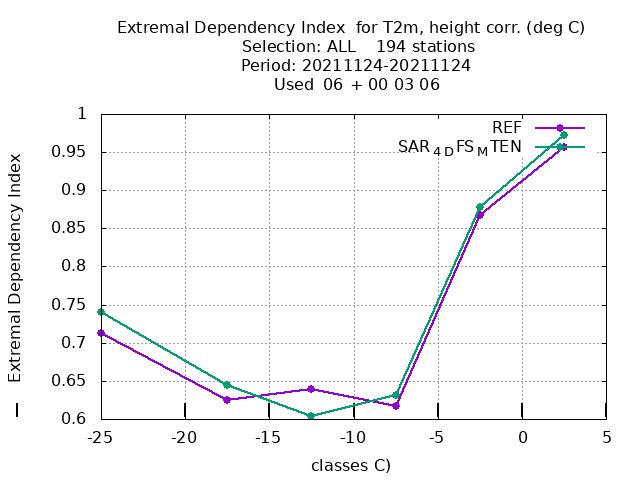 Extremal Dependency Index for T2m, height corr. (deg C)
Selection: ALL 194 stations
Period: 20211124-20211124
Used 06 + 00 03 06
REF
SAR4DFSMTEN
1
0.95
0.9
0.85
0.8
0.75
0.7
0.65
0.6
Extremal Dependency Index
-25 -20 -15 -10 -5 0 5
classes C)